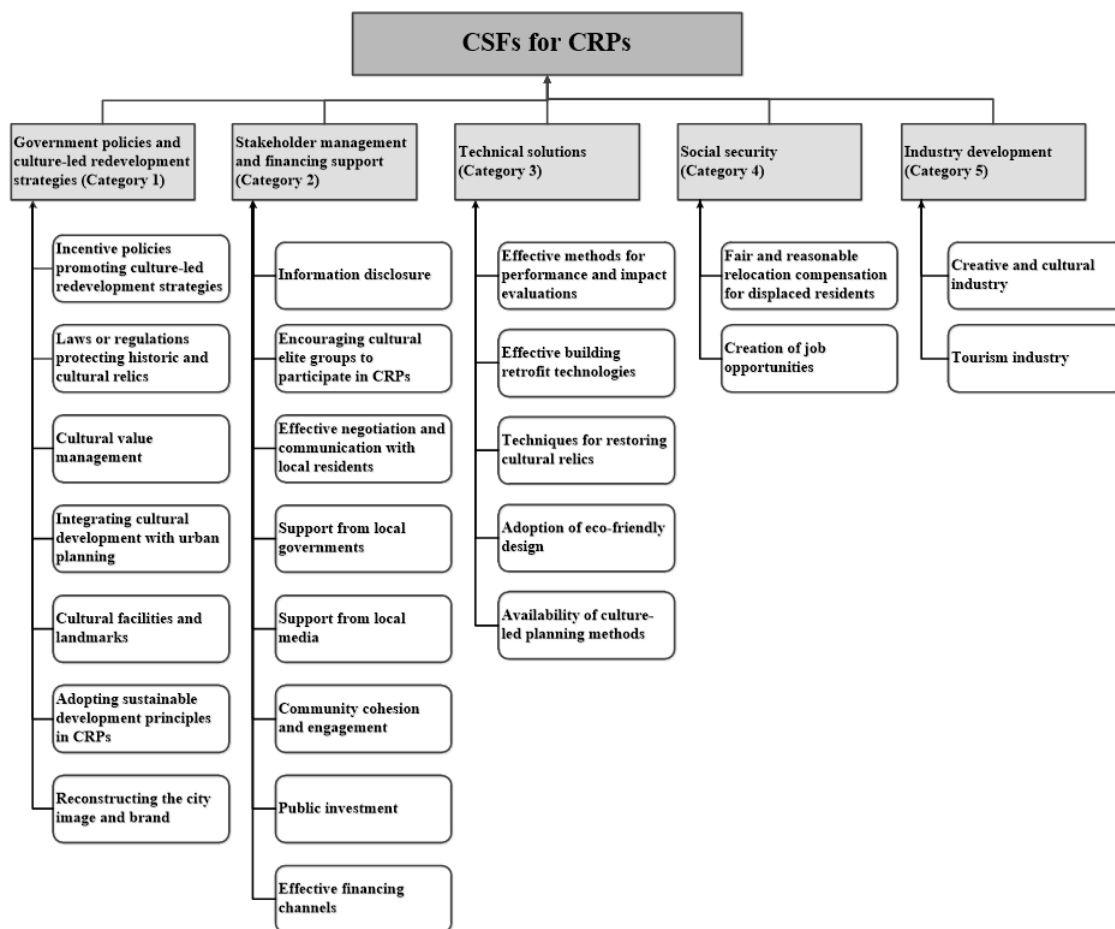 CSFs for CRPs
Government policies and
culture-led redevelopment
strategies (Category 1)
Incentive policies
promoting culture-led
redevelopment strategies
Laws or regulations
protecting historic and
cultural relics
Cultural value
management
Integrating cultural
development with urban
planning
Cultural facilities and
landmarks
Adopting sustainable
development principles
in CRPs
Reconstructing the city
image and brand
Stakeholder management
and financing support
(Category 2)
Information disclosure
Encouraging cultural
elite groups to
participate in CRPs
Effective negotiation and
communication with
local residents
Support from local
governments
Support from local
media
Community cohesion
and engagement
Public investment
Effective financing
channels
Technical solutions
(Category 3)
Effective methods for
performance and impact
evaluations
Effective building
retrofit technologies
Techniques for restoring
cultural relics
Adoption of eco-friendly
design
Availability of culture-
led planning methods
Social security
(Category 4)
Fair and reasonable
relocation compensation
for displaced residents
Creation of job
opportunities
Industry development
(Category 5)
Creative and cultural
industry
Tourism industry